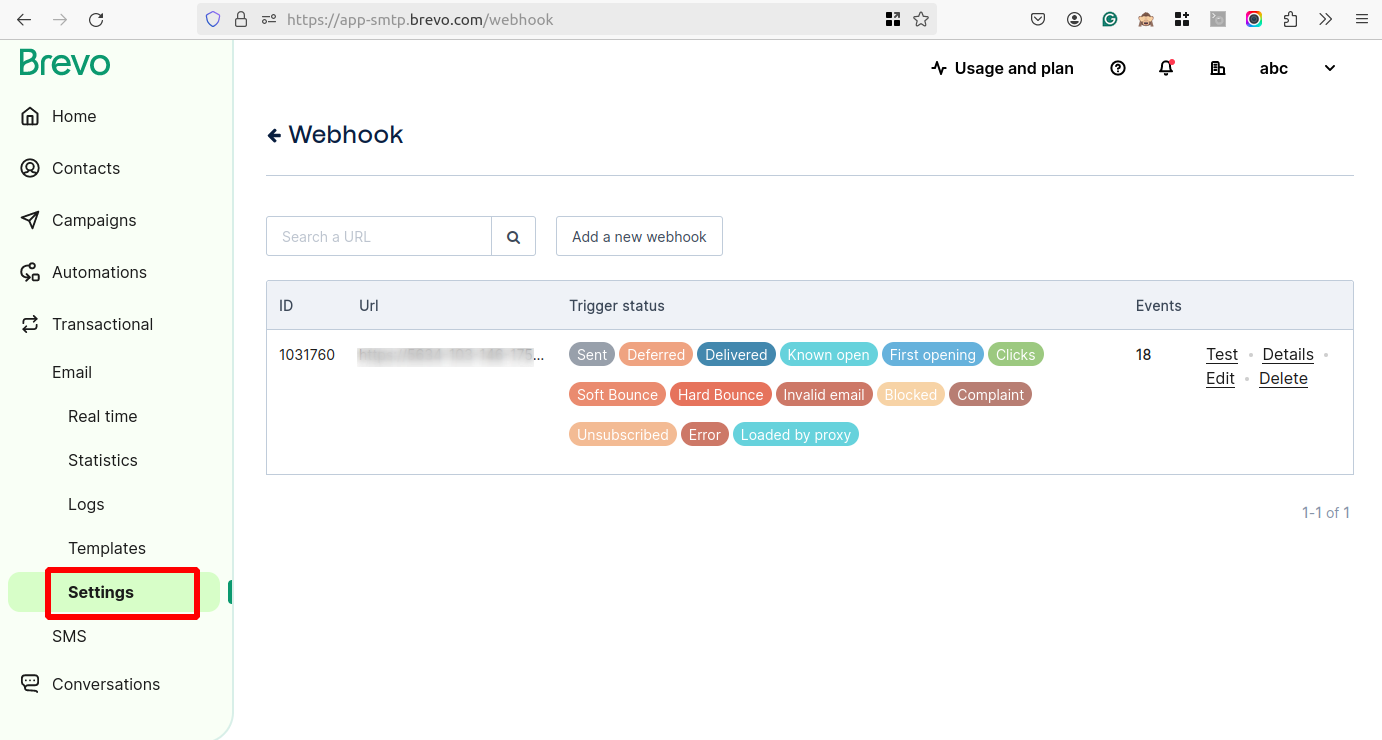 https://app-smtp.brevo.com/webhook
Brevo
Usage and plan
abc
Home
Contacts
Campaigns
Automations
Transactional
Email
Real time
Statistics
Logs
Templates
Settings
SMS
Conversations
Webhook
Search a URL
Add a new webhook
ID Url Trigger status Events
1031760 ... Sent Deferred Delivered Known open First opening Clicks 18 Test • Details •
Edit • Delete
Soft Bounce Hard Bounce Invalid email Blocked Complaint
Unsubscribed Error Loaded by proxy
1-1 of 1